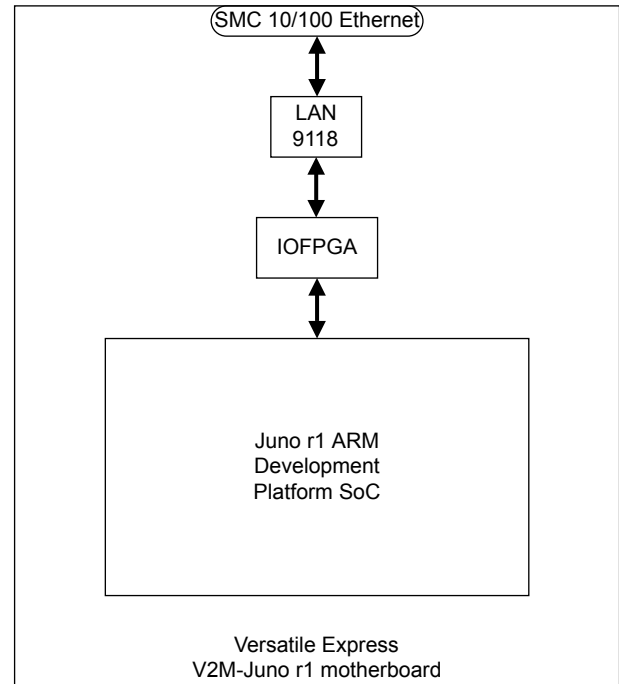 SMC 10/100 Ethernet
LAN
9118
IOFPGA
Juno r1 ARM
Development
Platform SoC
Versatile Express
V2M-Juno r1 motherboard